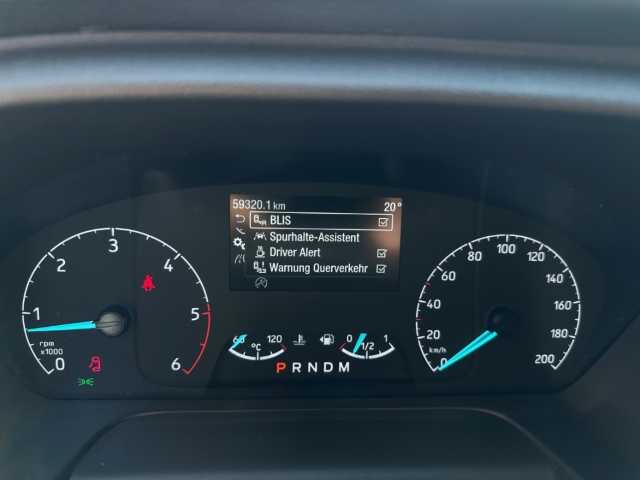 59320.1 km 20°
BLIS
Spurhalte-Assistent
Driver Alert
Warnung Querverkehr
0 1 2 3 4 5 6
rpm
x1000
60 °C 120
0 1/2 1
P R N D M
0 20 40 60 80 100 120 140 160 180 200
km/h